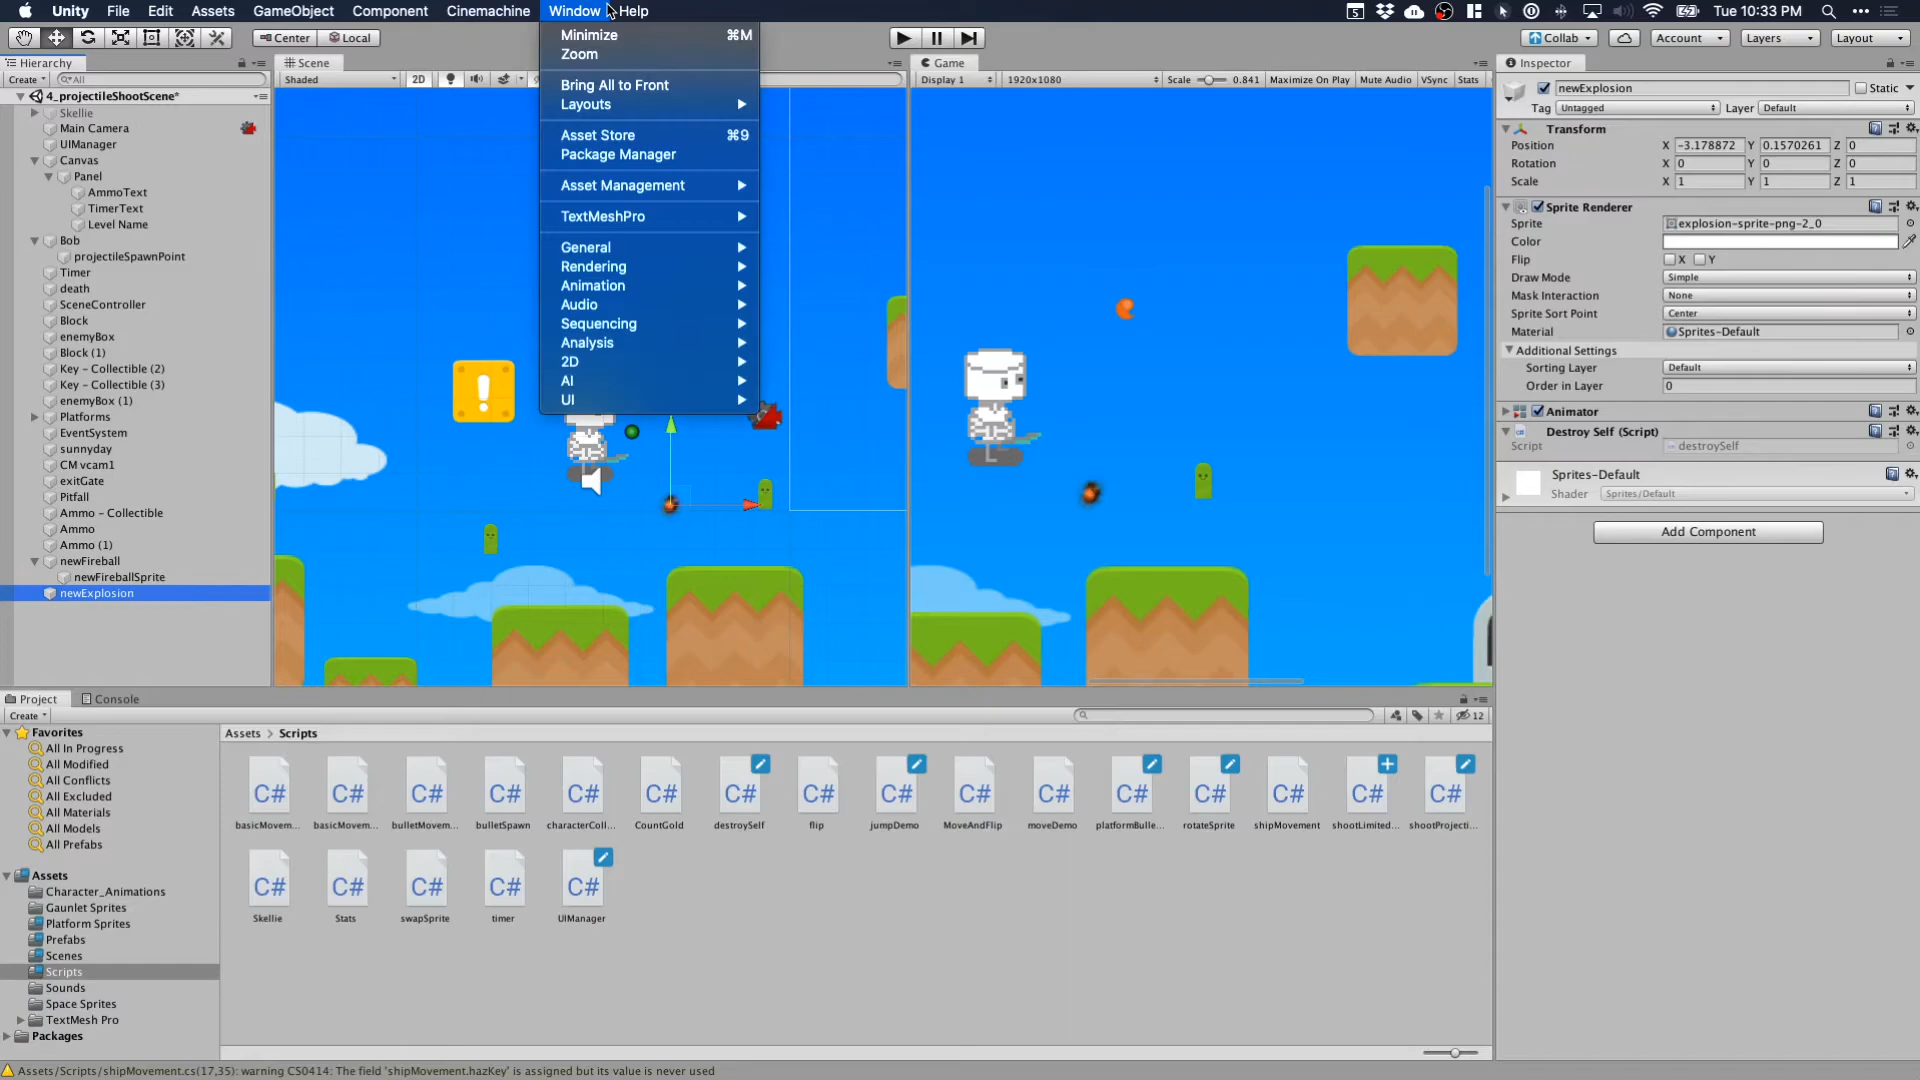 Unity File Edit Assets GameObject Component Cinemachine Window Help
Tue 10:33 PM
Center Local
Collab Account Layers Layout
Hierarchy
Create All
4_projectileShootScene*
Skellie
Main Camera
UIManager
Canvas
Panel
AmmoText
TimerText
Level Name
Bob
projectileSpawnPoint
Timer
death
SceneController
Block
enemyBox
Block (1)
Key - Collectible (2)
Key - Collectible (3)
enemyBox (1)
Platforms
EventSystem
sunnyday
CM vcam1
exitGate
Pitfall
Ammo - Collectible
Ammo
Ammo (1)
newFireball
newFireballSprite
newExplosion
Scene
Shaded 2D
Minimize ⌘M
Zoom
Bring All to Front
Layouts
Asset Store ⌘9
Package Manager
Asset Management
TextMeshPro
General
Rendering
Animation
Audio
Sequencing
Analysis
2D
AI
UI
Game
Display 1 1920x1080 Scale 0.841 Maximize On Play Mute Audio VSync Stats
Inspector
newExplosion Static
Tag Untagged Layer Default
Transform
Position X -3.178872 Y 0.1570261 Z 0
Rotation X 0 Y 0 Z 0
Scale X 1 Y 1 Z 1
Sprite Renderer
Sprite explosion-sprite-png-2_0
Color
Flip X Y
Draw Mode Simple
Mask Interaction None
Sprite Sort Point Center
Material Sprites-Default
Additional Settings
Sorting Layer Default
Order in Layer 0
Animator
Destroy Self (Script)
Script destroySelf
Sprites-Default
Shader Sprites/Default
Add Component
Project Console
Create 12
Favorites
All In Progress
All Modified
All Conflicts
All Excluded
All Materials
All Models
All Prefabs
Assets
Character_Animations
Gaunlet Sprites
Platform Sprites
Prefabs
Scenes
Scripts
Sounds
Space Sprites
TextMesh Pro
Packages
Assets > Scripts
C# C# C# C# C# C# C# C# C# C# C# C# C# C# C# C#
basicMovem... basicMovem... bulletMovem... bulletSpawn characterColl... CountGold destroySelf flip jumpDemo MoveAndFlip moveDemo platformBulle... rotateSprite shipMovement shootLimited... shootProjecti...
C# C# C# C# C#
Skellie Stats swapSprite timer UIManager
Assets/Scripts/shipMovement.cs(17,35): warning CS0414: The field 'shipMovement.hazKey' is assigned but its value is never used